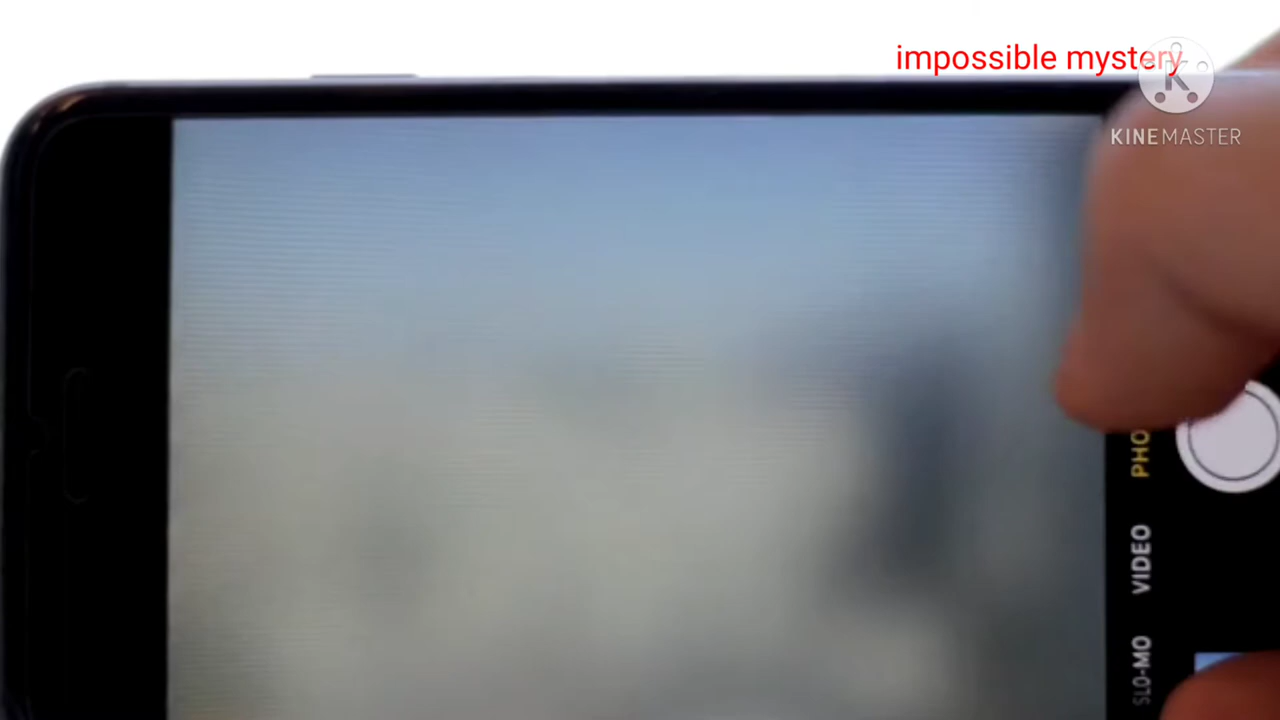 impossible mystery
K
KINEMASTER
PHO
VIDEO
SLO-MO